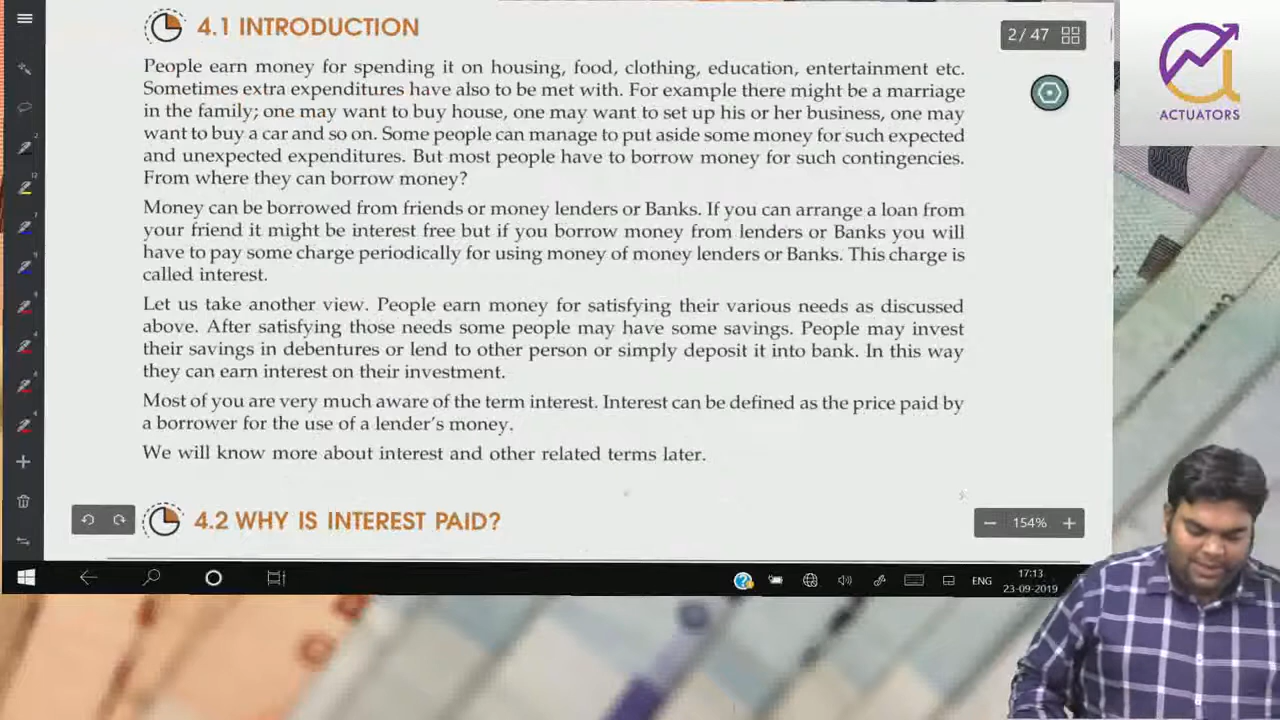 4.1 INTRODUCTION
2 / 47
People earn money for spending it on housing, food, clothing, education, entertainment etc.
Sometimes extra expenditures have also to be met with. For example there might be a marriage
in the family; one may want to buy house, one may want to set up his or her business, one may
want to buy a car and so on. Some people can manage to put aside some money for such expected
and unexpected expenditures. But most people have to borrow money for such contingencies.
From where they can borrow money?
Money can be borrowed from friends or money lenders or Banks. If you can arrange a loan from
your friend it might be interest free but if you borrow money from lenders or Banks you will
have to pay some charge periodically for using money of money lenders or Banks. This charge is
called interest.
Let us take another view. People earn money for satisfying their various needs as discussed
above. After satisfying those needs some people may have some savings. People may invest
their savings in debentures or lend to other person or simply deposit it into bank. In this way
they can earn interest on their investment.
Most of you are very much aware of the term interest. Interest can be defined as the price paid by
a borrower for the use of a lender's money.
We will know more about interest and other related terms later.
4.2 WHY IS INTEREST PAID?
154%
ENG
17:13
23-09-2019
ACTUATORS